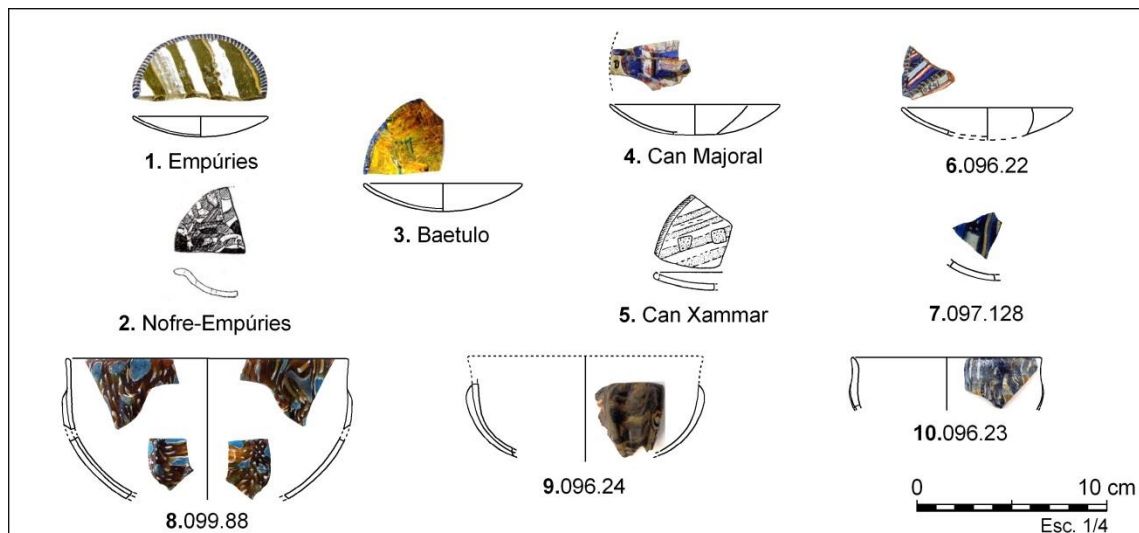 1. Empúries
2. Nofre-Empúries
3. Baetulo
4. Can Majoral
5. Can Xammar
6.096.22
7.097.128
8.099.88
9.096.24
10.096.23
0 10 cm
Esc. 1/4